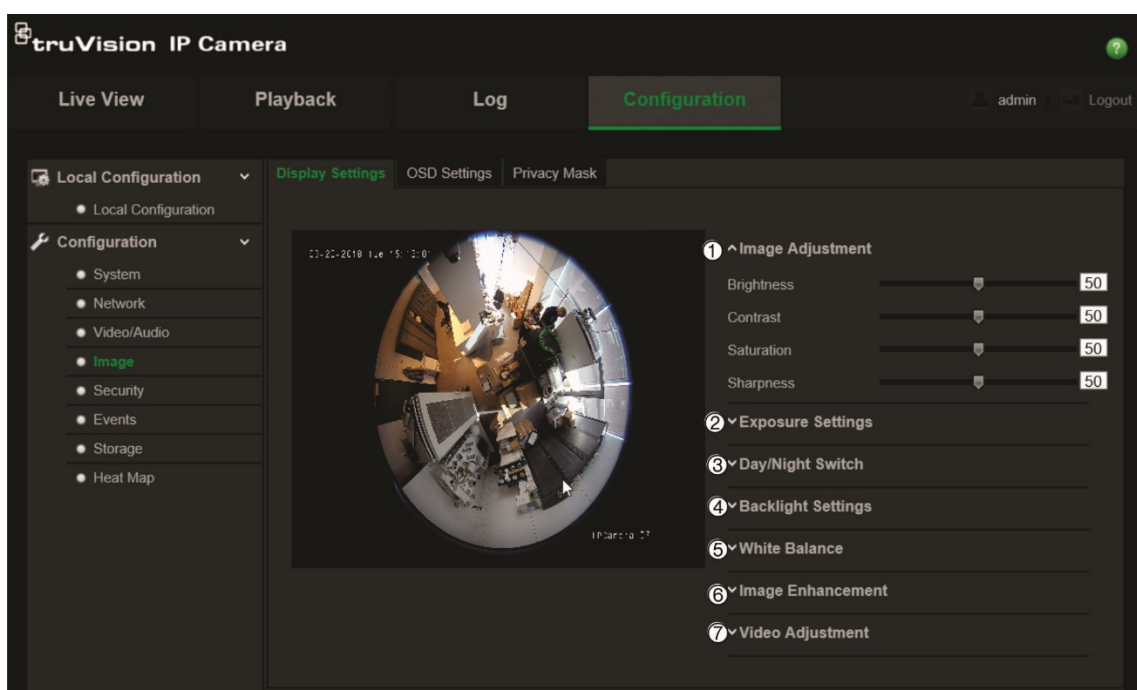 truVision IP Camera
?
Live View Playback Log Configuration admin Logout
Local Configuration
Local Configuration
Configuration
System
Network
Video/Audio
Image
Security
Events
Storage
Heat Map
Display Settings OSD Settings Privacy Mask
1 Image Adjustment
Brightness 50
Contrast 50
Saturation 50
Sharpness 50
2 Exposure Settings
3 Day/Night Switch
4 Backlight Settings
5 White Balance
6 Image Enhancement
7 Video Adjustment